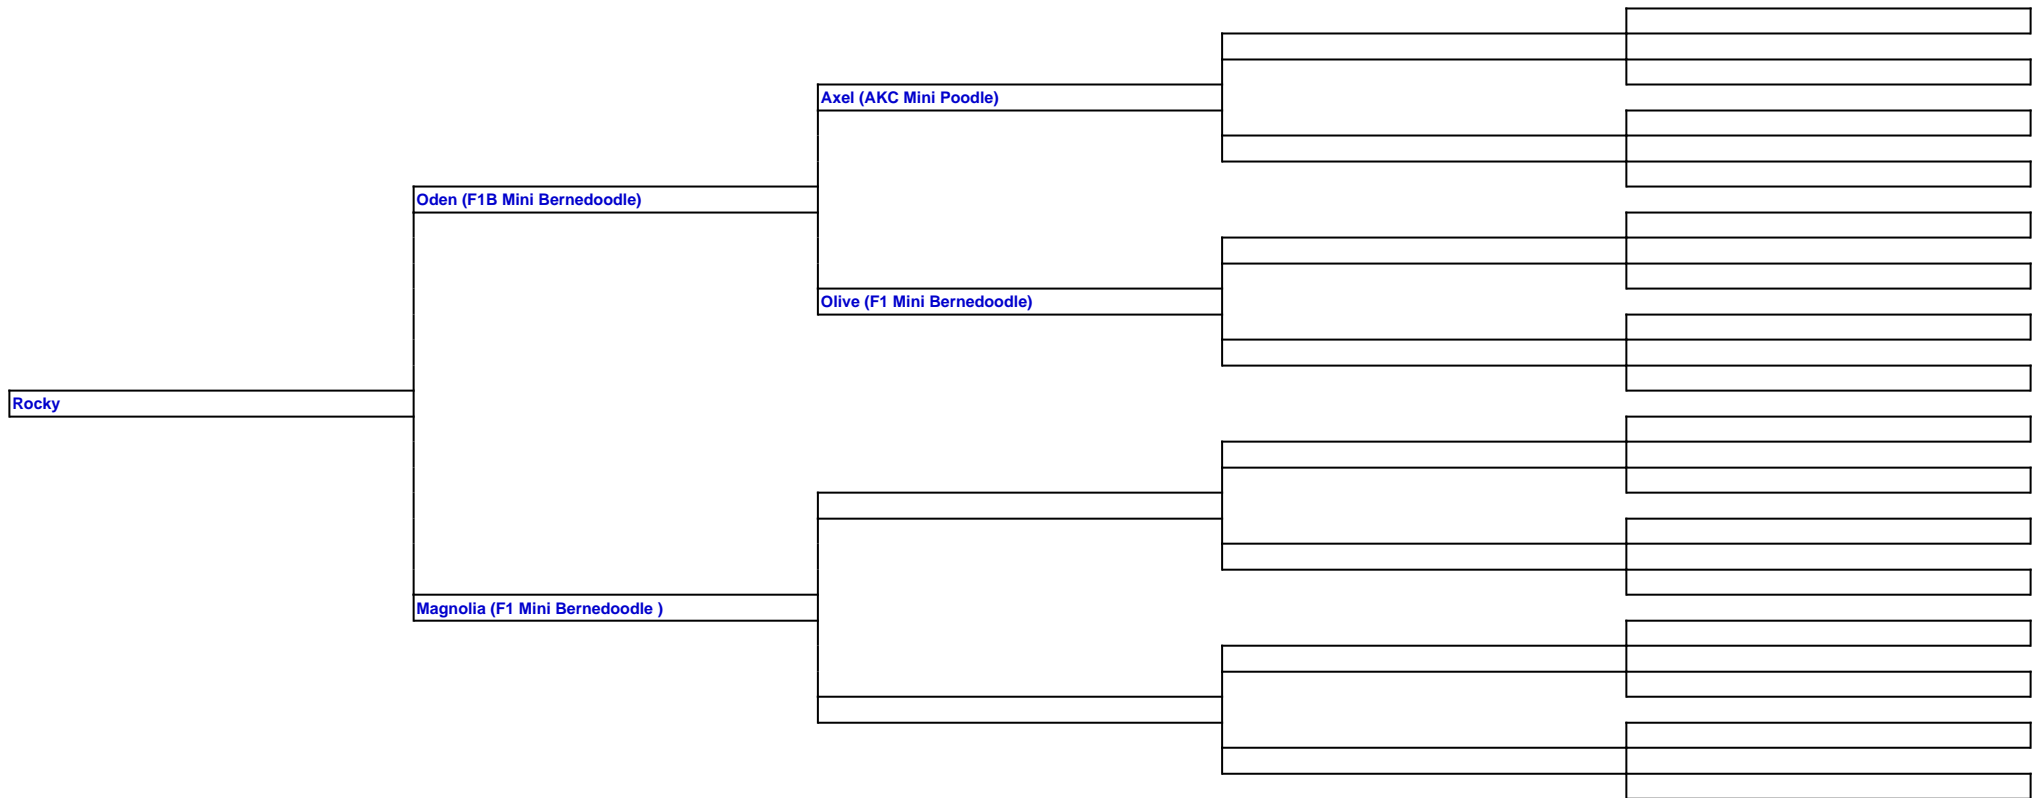 Axel (AKC Mini Poodle)
Oden (F1B Mini Bernedoodle)
Olive (F1 Mini Bernedoodle)
Rocky
Magnolia (F1 Mini Bernedoodle )